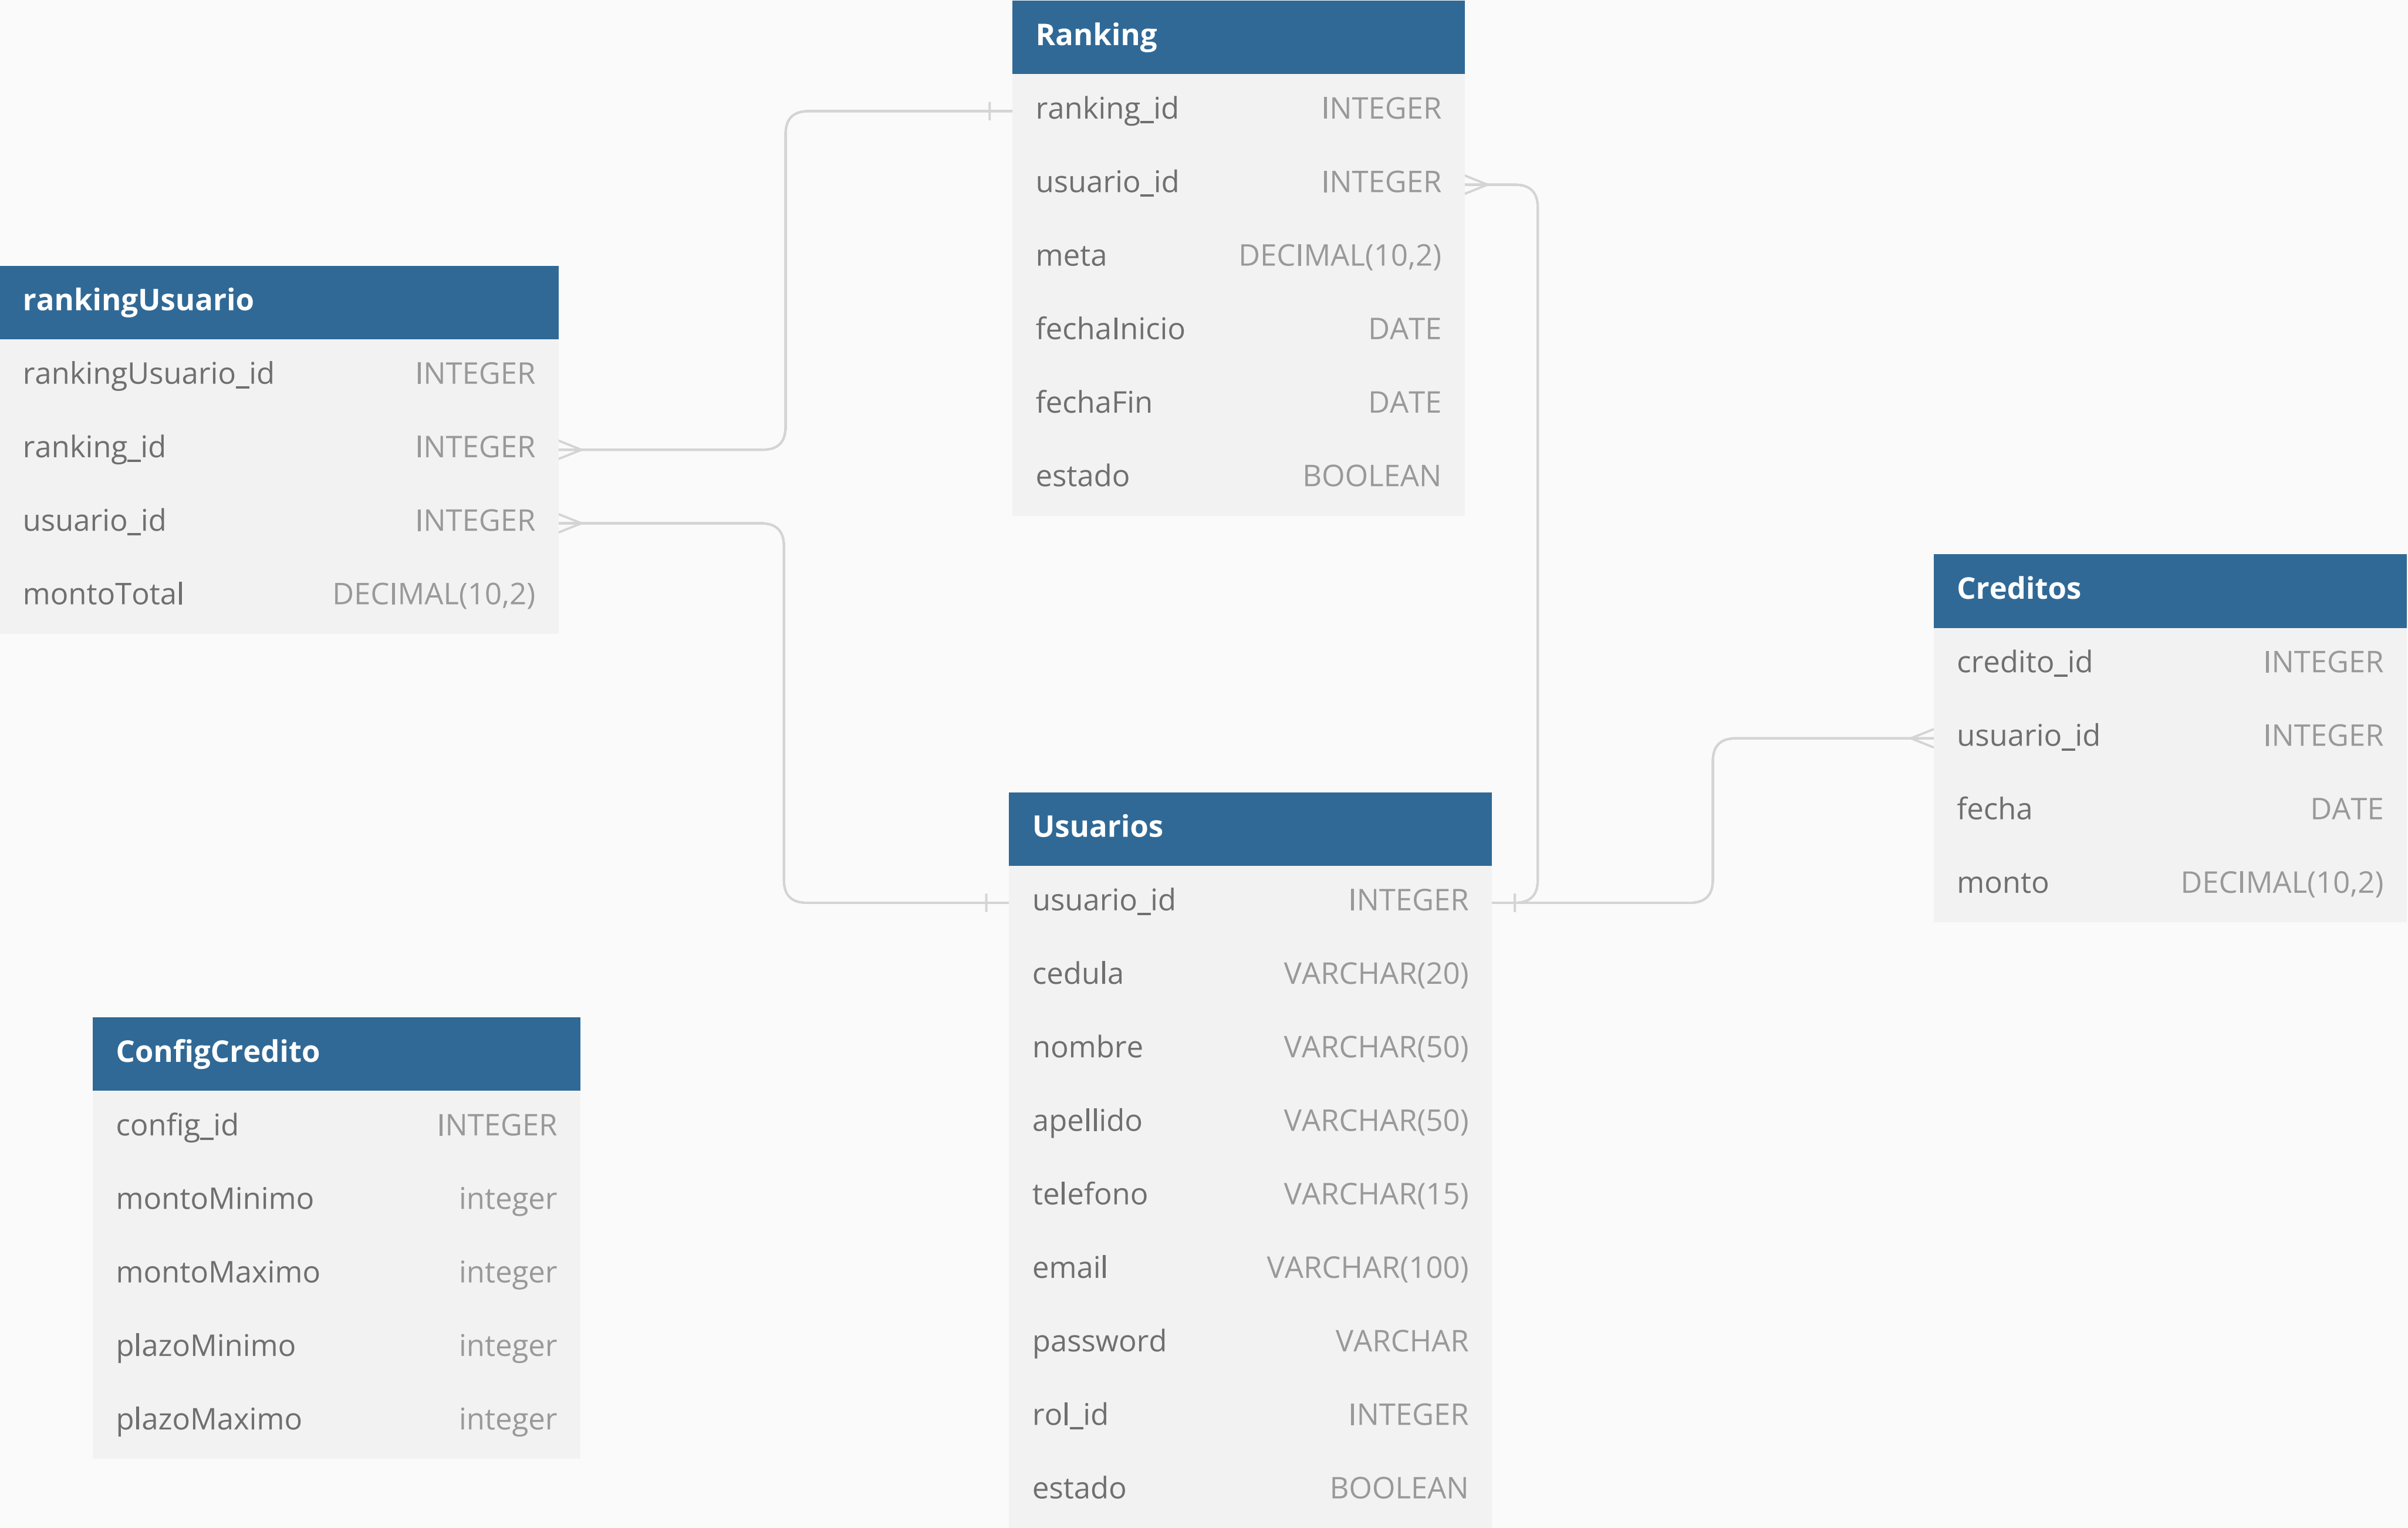 Ranking
ranking_id INTEGER
usuario_id INTEGER
meta DECIMAL(10,2)
fechaInicio DATE
fechaFin DATE
estado BOOLEAN
rankingUsuario
rankingUsuario_id INTEGER
ranking_id INTEGER
usuario_id INTEGER
montoTotal DECIMAL(10,2)
Creditos
credito_id INTEGER
usuario_id INTEGER
fecha DATE
monto DECIMAL(10,2)
Usuarios
usuario_id INTEGER
cedula VARCHAR(20)
nombre VARCHAR(50)
apellido VARCHAR(50)
telefono VARCHAR(15)
email VARCHAR(100)
password VARCHAR
rol_id INTEGER
estado BOOLEAN
ConfigCredito
config_id INTEGER
montoMinimo integer
montoMaximo integer
plazoMinimo integer
plazoMaximo integer